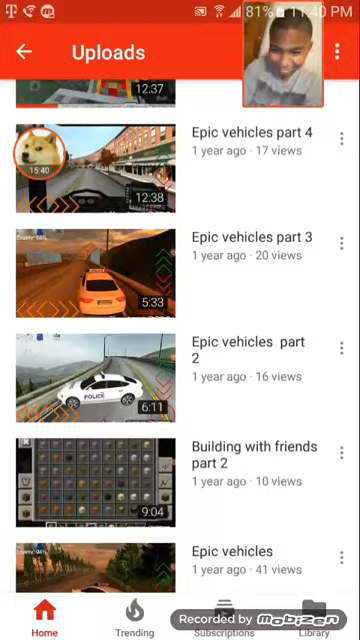 81% 11:40 PM
Uploads
12:37
Epic vehicles part 4
1 year ago · 17 views
15:40
12:38
Epic vehicles part 3
1 year ago · 20 views
5:33
Epic vehicles part
2
1 year ago · 16 views
POLICE
6:11
Building with friends
part 2
1 year ago · 10 views
9:04
Epic vehicles
1 year ago · 41 views
Home
Trending
Subscriptions
Library
Recorded by Mobizen